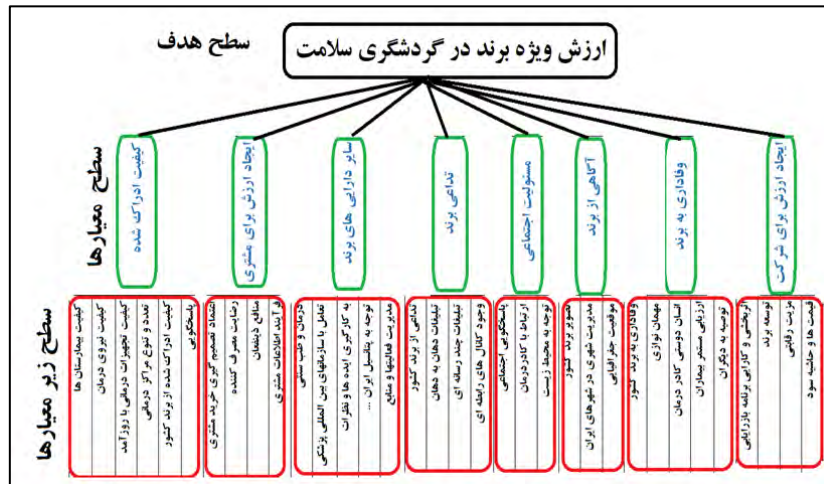 ارزش ویژه برند در گردشگری سلامت
سطح هدف
سطح معیارها
ایجاد ارزش برای شرکت
وفاداری به برند
آگاهی از برند
مسئولیت اجتماعی
تداعی برند
سایر دارایی های برند
ایجاد ارزش برای مشتری
کیفیت ادراک شده
سطح زیر معیارها
قیمت ها و حاشیه سود
مزیت رقابتی
توسعه برند
اثربخشی و کارایی برنامه بازاریابی
توصیه به دیگران
ارزیابی مستمر بیماران
انسان دوستی کادر درمان
مهمان نوازی
وفاداری به برند کشور
موقعیت جغرافیایی
مدیریت شهری در شهرهای ایران
تصویر برند کشور
توجه به محیط زیست
ارتباط با کادردرمان
پاسخگویی اجتماعی
وجود کانال های رابطه ای
تبلیغات چند رسانه ای
تبلیغات دهان به دهان
تداعی از برند کشور
مدیریت فعالیتها و منابع
توجه به پتانسیل ایران ...
به کارگیری ایده ها و نظرات
تعامل با سازمانهای بین المللی پزشکی
درمان و طب سنتی
فرآیند اطلاعات مشتری
منافع ذینفعان
رضایت مصرف کننده
اعتماد تصمیم گیری خرید مشتری
پاسخگویی
کیفیت ادراک شده از برند کشور
تعدد و تنوع مراکز درمانی
کیفیت تجهیزات درمانی با روزآمد
کیفیت نیروی درمان
کیفیت بیمارستان ها